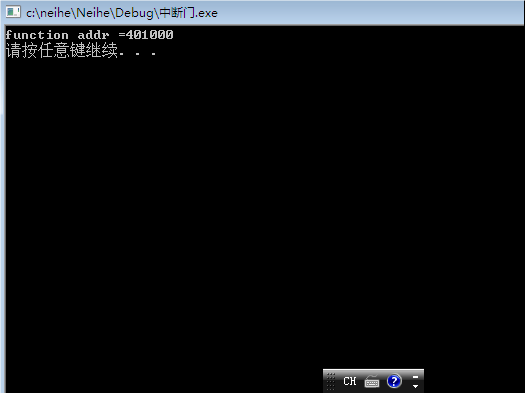 c:\neihe\Neihe\Debug\中断门.exe
function addr =401000
请按任意键继续. . .
CH
?